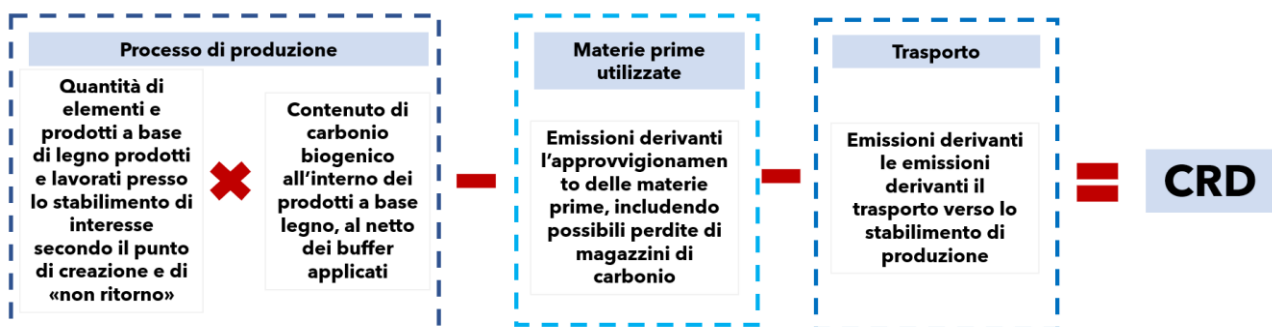 Processo di produzione
Quantità di
elementi e
prodotti a base
di legno prodotti
e lavorati presso
lo stabilimento di
interesse
secondo il punto
di creazione e di
«non ritorno»
Contenuto di
carbonio
biogenico
all’interno dei
prodotti a base
legno, al netto
dei buffer
applicati
Materie prime
utilizzate
Emissioni derivanti
l’approvvigionamen
to delle materie
prime, includendo
possibili perdite di
magazzini di
carbonio
Trasporto
Emissioni derivanti
le emissioni
derivanti il
trasporto verso lo
stabilimento di
produzione
CRD